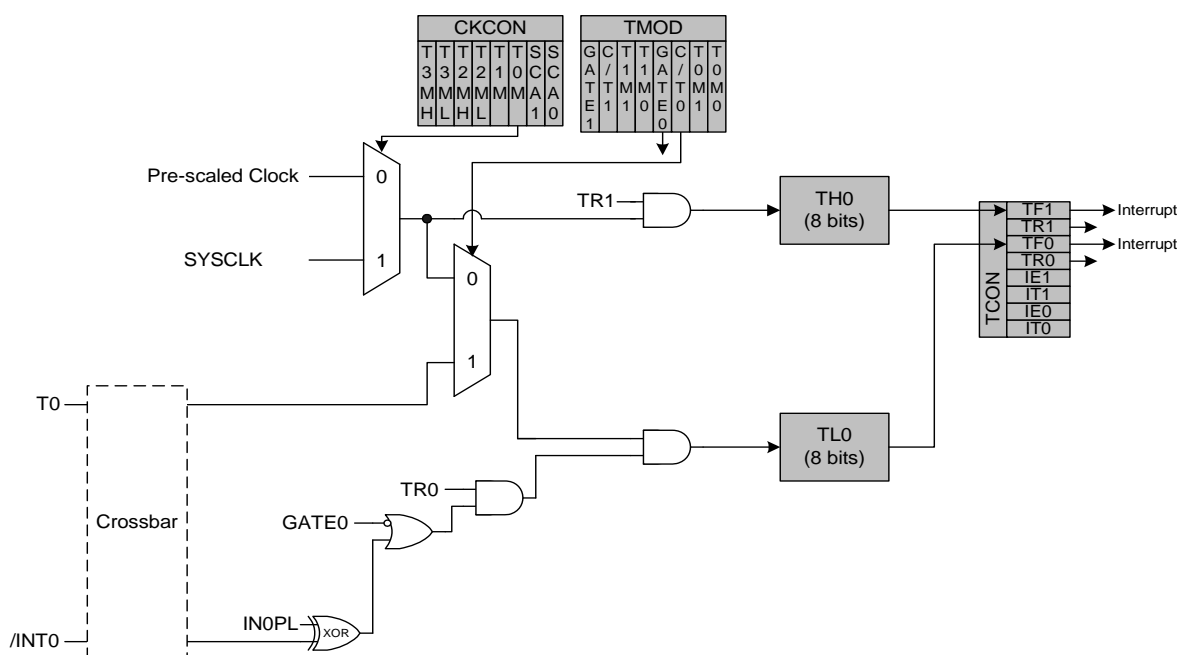 CKCON
T3MH
T3ML
T2MH
T2ML
T1M
T0M
SCA1
SCA0
TMOD
GATE1
C/T1
T1M1
T1M0
GATE0
C/T0
T0M1
T0M0
Pre-scaled Clock
0
SYSCLK
1
TR1
TH0
(8 bits)
TCON
TF1
TR1
TF0
TR0
IE1
IT1
IE0
IT0
Interrupt
Interrupt
0
1
T0
TL0
(8 bits)
Crossbar
TR0
GATE0
IN0PL
XOR
/INT0